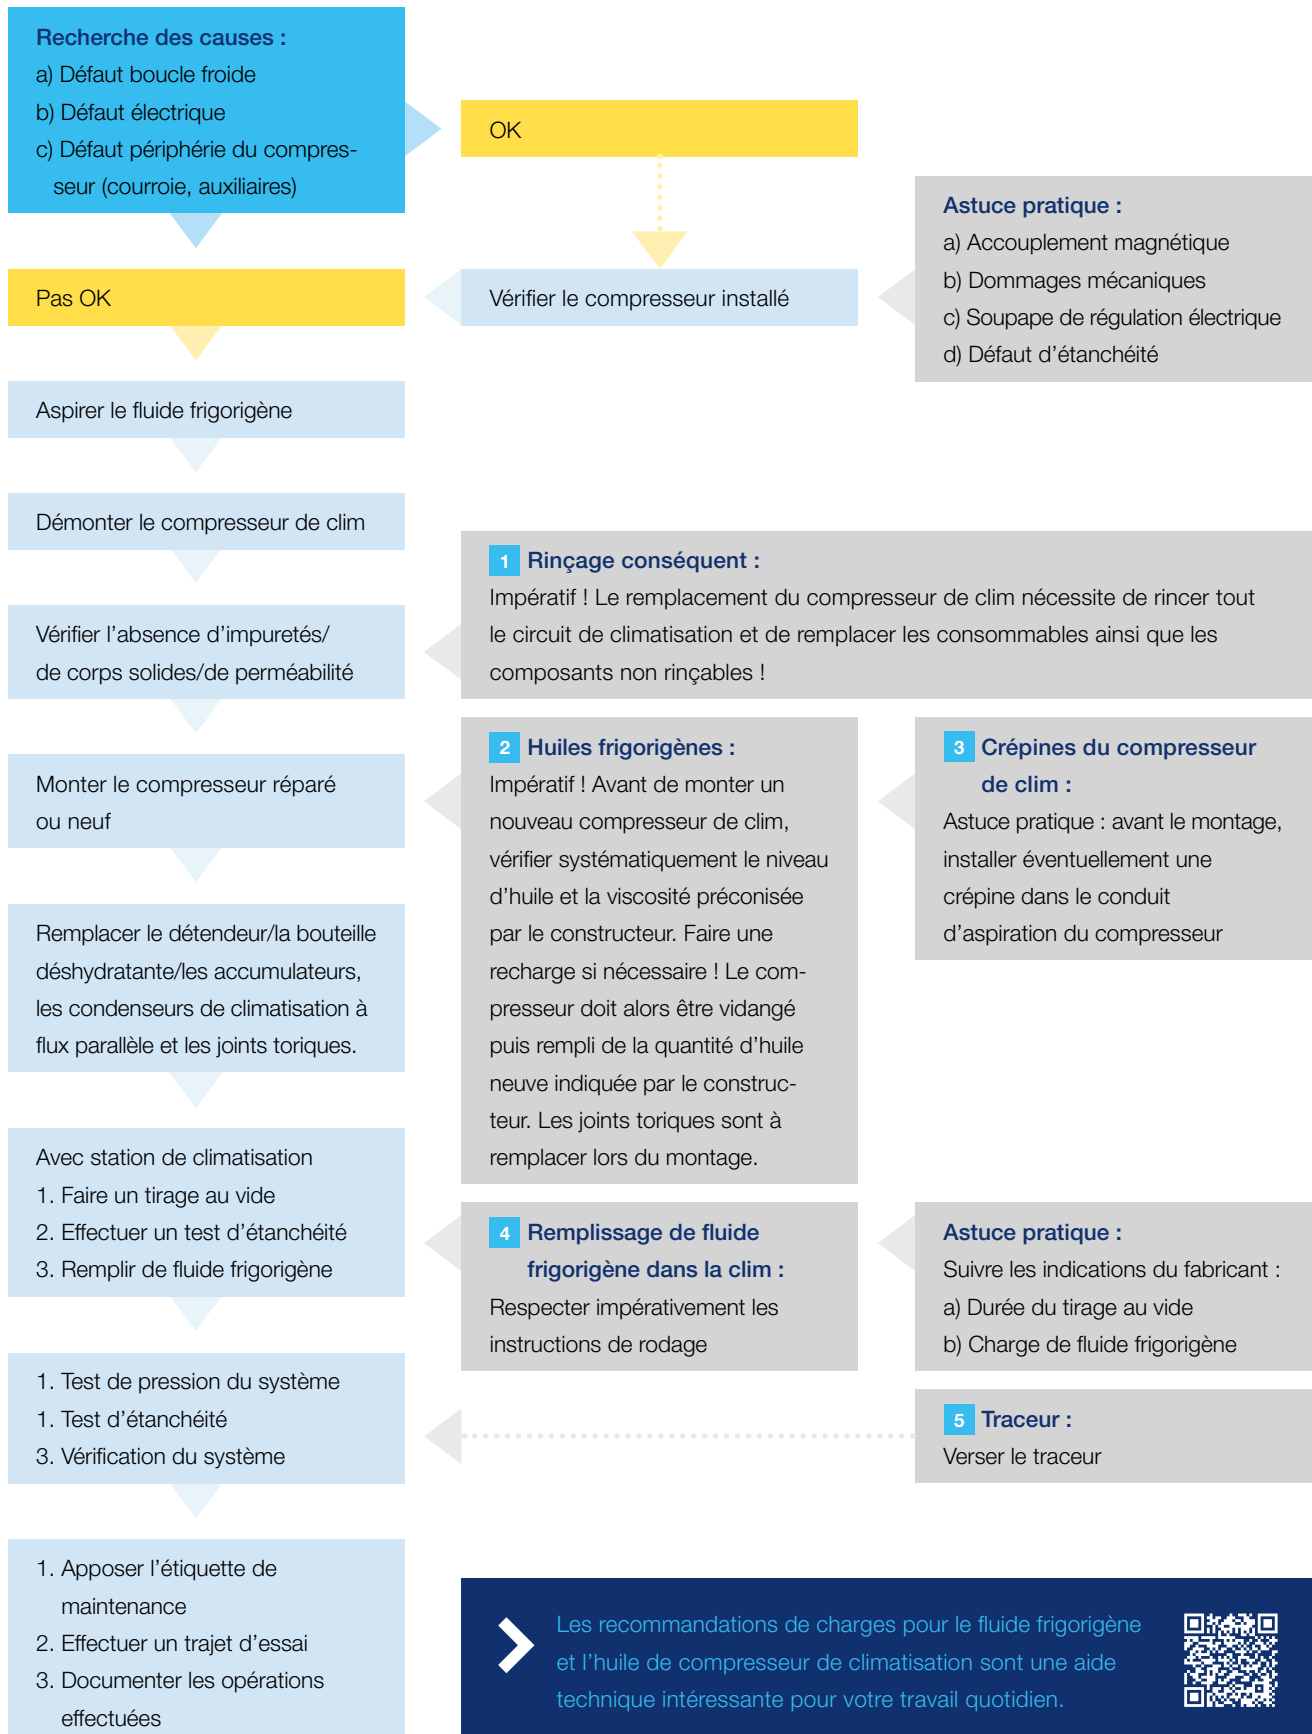 Recherche des causes :
a) Défaut boucle froide
b) Défaut électrique
c) Défaut périphérie du compres-
seur (courroie, auxiliaires)
OK
Astuce pratique :
a) Accouplement magnétique
b) Dommages mécaniques
c) Soupape de régulation électrique
d) Défaut d’étanchéité
Pas OK
Vérifier le compresseur installé
Aspirer le fluide frigorigène
Démonter le compresseur de clim
1 Rinçage conséquent :
Impératif ! Le remplacement du compresseur de clim nécessite de rincer tout
le circuit de climatisation et de remplacer les consommables ainsi que les
composants non rinçables !
Vérifier l’absence d’impuretés/
de corps solides/de perméabilité
2 Huiles frigorigènes :
Impératif ! Avant de monter un
nouveau compresseur de clim,
vérifier systématiquement le niveau
d’huile et la viscosité préconisée
par le constructeur. Faire une
recharge si nécessaire ! Le com-
presseur doit alors être vidangé
puis rempli de la quantité d’huile
neuve indiquée par le construc-
teur. Les joints toriques sont à
remplacer lors du montage.
3 Crépines du compresseur
de clim :
Astuce pratique : avant le montage,
installer éventuellement une
crépine dans le conduit
d’aspiration du compresseur
Monter le compresseur réparé
ou neuf
Remplacer le détendeur/la bouteille
déshydratante/les accumulateurs,
les condenseurs de climatisation à
flux parallèle et les joints toriques.
Avec station de climatisation
1. Faire un tirage au vide
2. Effectuer un test d’étanchéité
3. Remplir de fluide frigorigène
4 Remplissage de fluide
frigorigène dans la clim :
Respecter impérativement les
instructions de rodage
Astuce pratique :
Suivre les indications du fabricant :
a) Durée du tirage au vide
b) Charge de fluide frigorigène
1. Test de pression du système
1. Test d’étanchéité
3. Vérification du système
5 Traceur :
Verser le traceur
1. Apposer l’étiquette de
maintenance
2. Effectuer un trajet d’essai
3. Documenter les opérations
effectuées
Les recommandations de charges pour le fluide frigorigène
et l’huile de compresseur de climatisation sont une aide
technique intéressante pour votre travail quotidien.